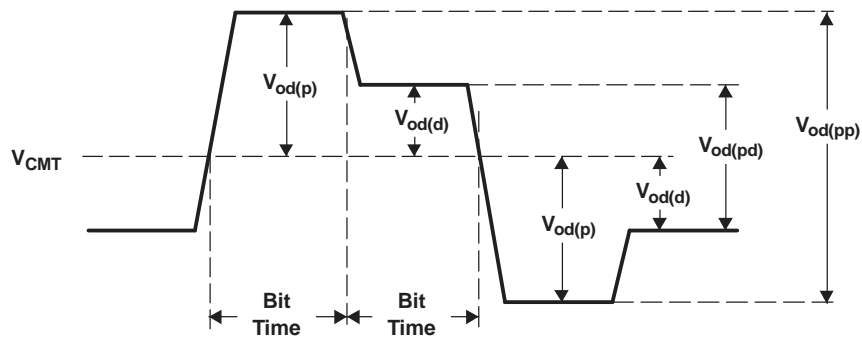 V_od(p)
V_od(d)
V_od(pp)
V_od(pd)
V_CMT
V_od(d)
V_od(p)
Bit
Time
Bit
Time